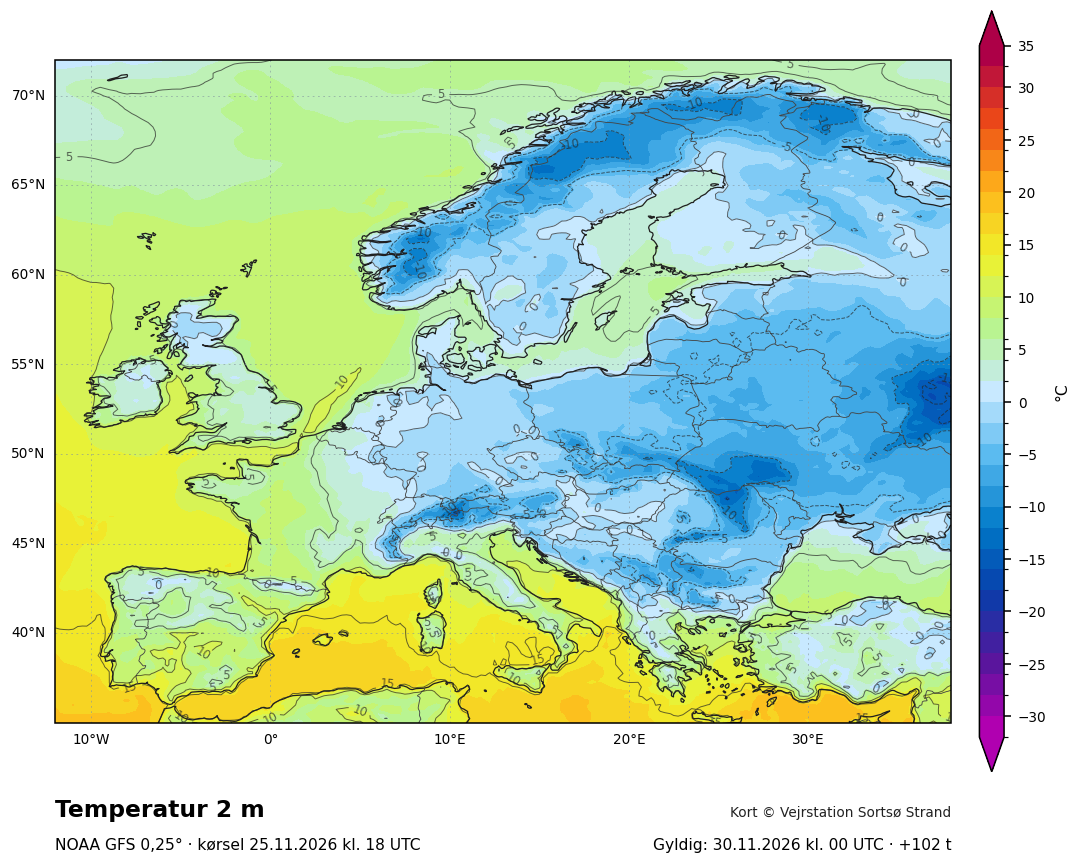 35
30
25
20
15
10
5
0
−5
−10
−15
−20
−25
−30
°C
70°N
65°N
60°N
55°N
50°N
45°N
40°N
10°W
0°
10°E
20°E
30°E
Temperatur 2 m
Kort © Vejrstation Sortsø Strand
NOAA GFS 0,25° · kørsel 25.11.2026 kl. 18 UTC
Gyldig: 30.11.2026 kl. 00 UTC · +102 t